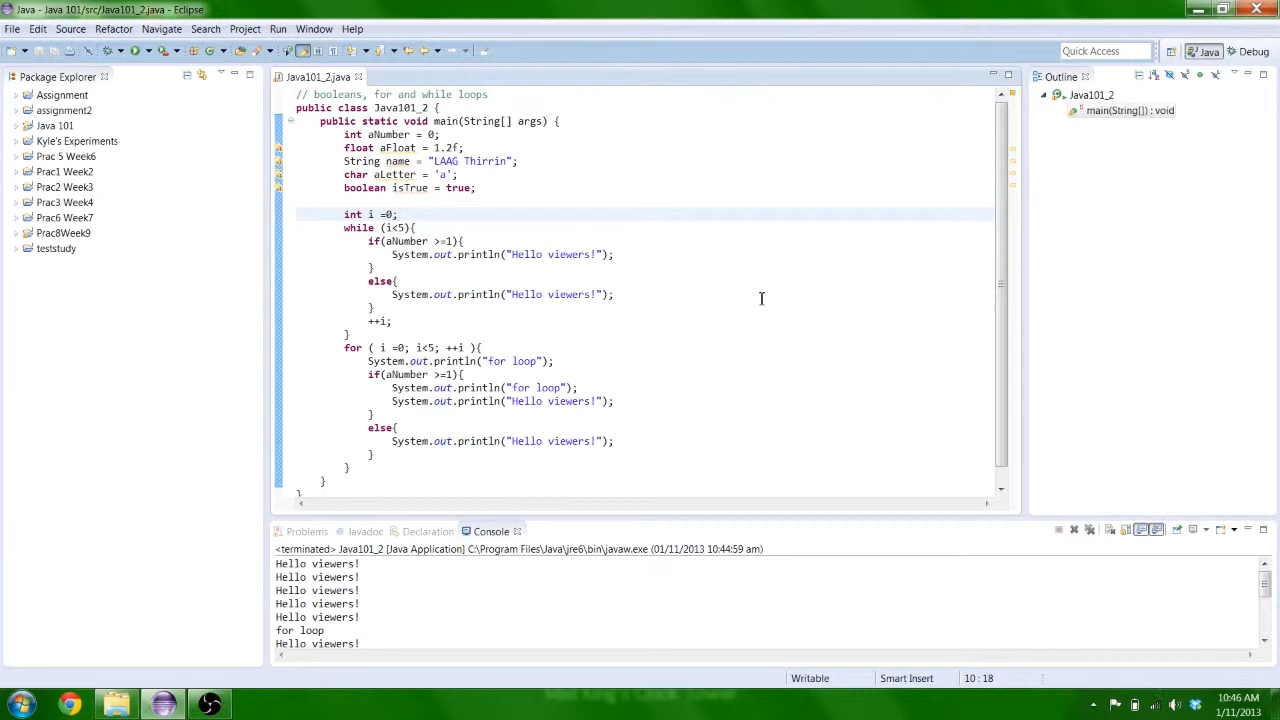 Java - Java 101/src/Java101_2.java - Eclipse
File Edit Source Refactor Navigate Search Project Run Window Help
Quick Access
Java
Debug
Package Explorer
Assignment
assignment2
Java 101
Kyle's Experiments
Prac 5 Week6
Prac1 Week2
Prac2 Week3
Prac3 Week4
Prac6 Week7
Prac8Week9
teststudy
Java101_2.java
// booleans, for and while loops
public class Java101_2 {
public static void main(String[] args) {
int aNumber = 0;
float aFloat = 1.2f;
String name = "LAAG Thirrin";
char aLetter = 'a';
boolean isTrue = true;
int i =0;
while (i<5){
if(aNumber >=1){
System.out.println("Hello viewers!");
}
else{
System.out.println("Hello viewers!");
}
++i;
}
for ( i =0; i<5; ++i ){
System.out.println("for loop");
if(aNumber >=1){
System.out.println("for loop");
System.out.println("Hello viewers!");
}
else{
System.out.println("Hello viewers!");
}
}
}
}
Outline
Java101_2
main(String[]) : void
Problems Javadoc Declaration Console
<terminated> Java101_2 [Java Application] C:\Program Files\Java\jre6\bin\javaw.exe (01/11/2013 10:44:59 am)
Hello viewers!
Hello viewers!
Hello viewers!
Hello viewers!
Hello viewers!
for loop
Hello viewers!
Writable
Smart Insert
10 : 18
10:46 AM
1/11/2013